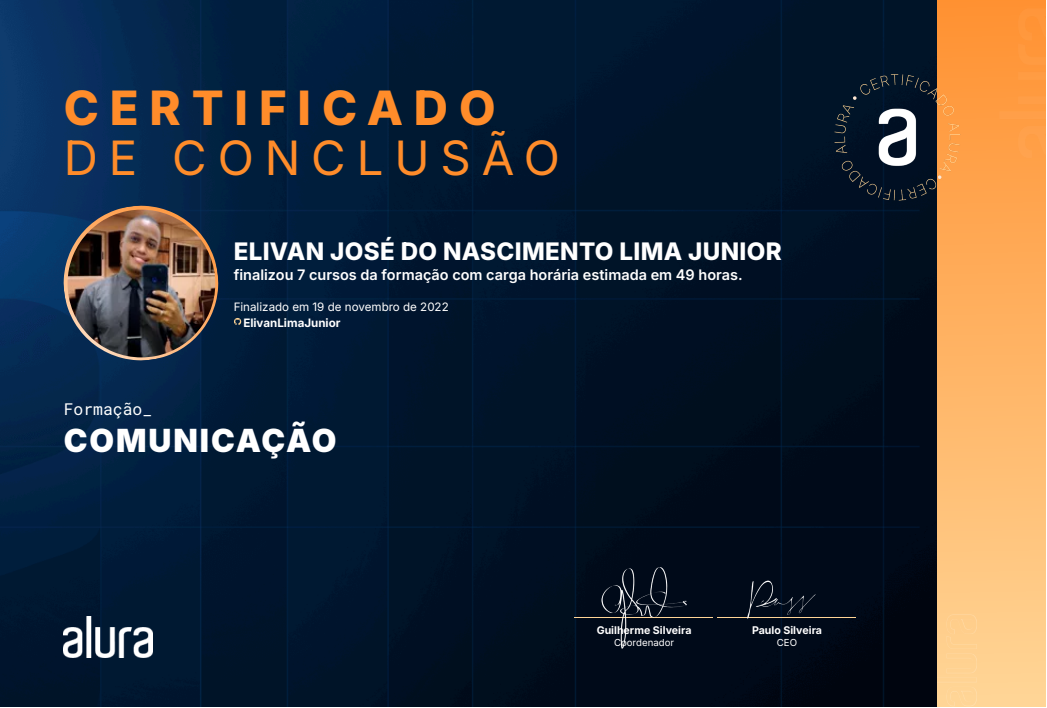 CERTIFICADO
DE CONCLUSÃO
CERTIFICADO ALURA • CERTIFICADO ALURA •
a
ELIVAN JOSÉ DO NASCIMENTO LIMA JUNIOR
finalizou 7 cursos da formação com carga horária estimada em 49 horas.
Finalizado em 19 de novembro de 2022
ElivanLimaJunior
Formação_
COMUNICAÇÃO
alura
Guilherme Silveira
Coordenador
Paulo Silveira
CEO
alura
alura